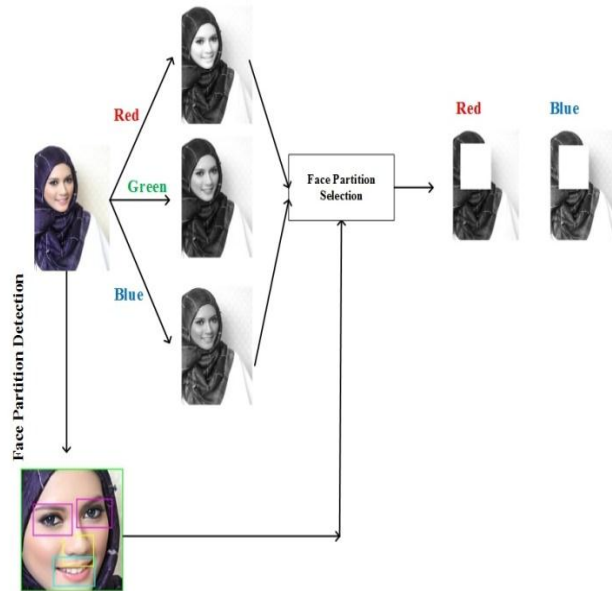 Red
Green
Blue
Face Partition
Selection
Red
Blue
Face Partition Detection